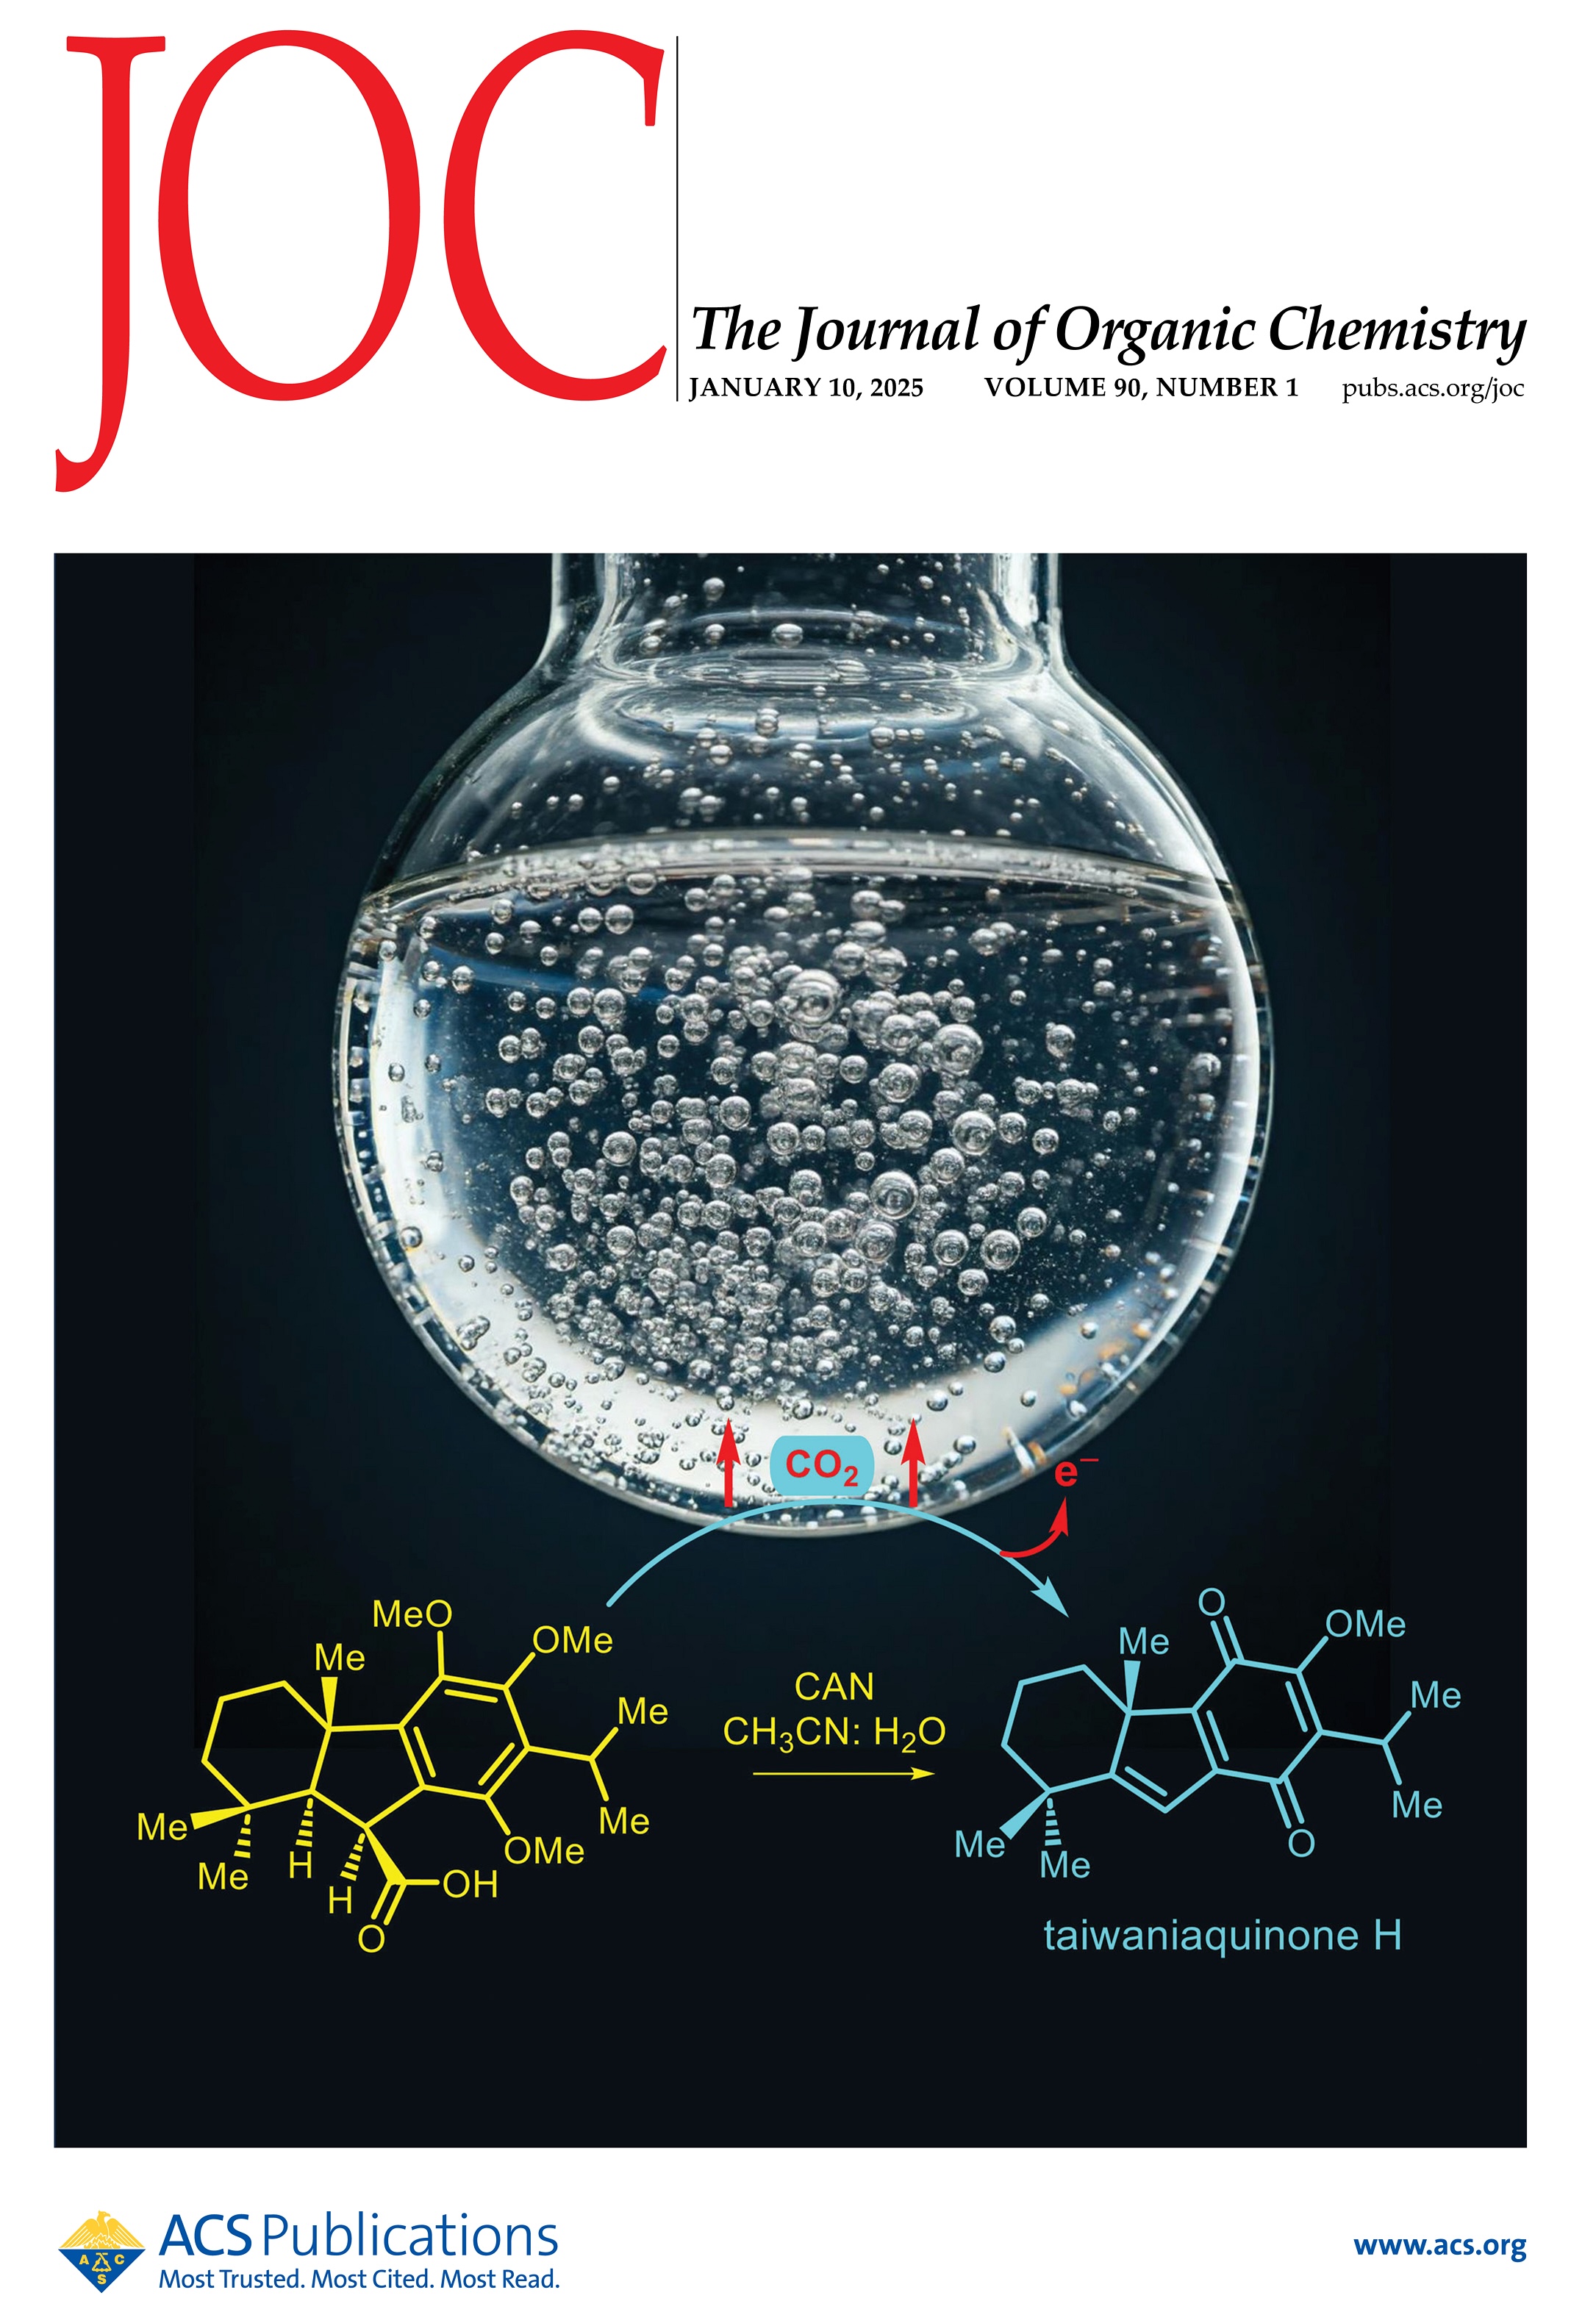 JOC
The Journal of Organic Chemistry
JANUARY 10, 2025 VOLUME 90, NUMBER 1 pubs.acs.org/joc
CO₂
e⁻
MeO
OMe
Me
Me
Me
OMe
Me
Me
H
H
OH
O
CAN
CH₃CN: H₂O
O
OMe
Me
Me
Me
O
Me
Me
taiwaniaquinone H
ACS Publications
Most Trusted. Most Cited. Most Read.
A C
S
www.acs.org